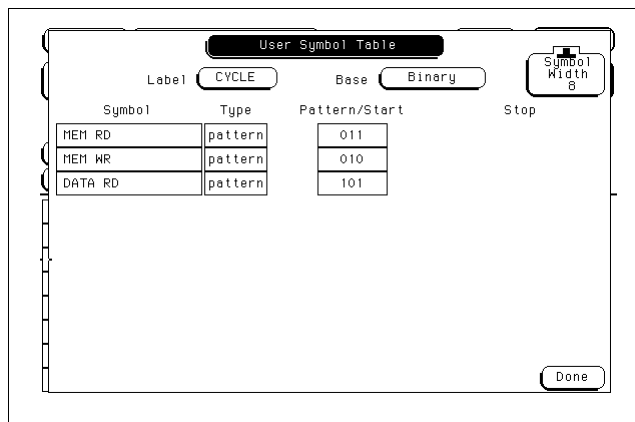 User Symbol Table
Label CYCLE Base Binary
Symbol Width 8
Symbol Type Pattern/Start Stop
MEM RD pattern 011
MEM WR pattern 010
DATA RD pattern 101
Done